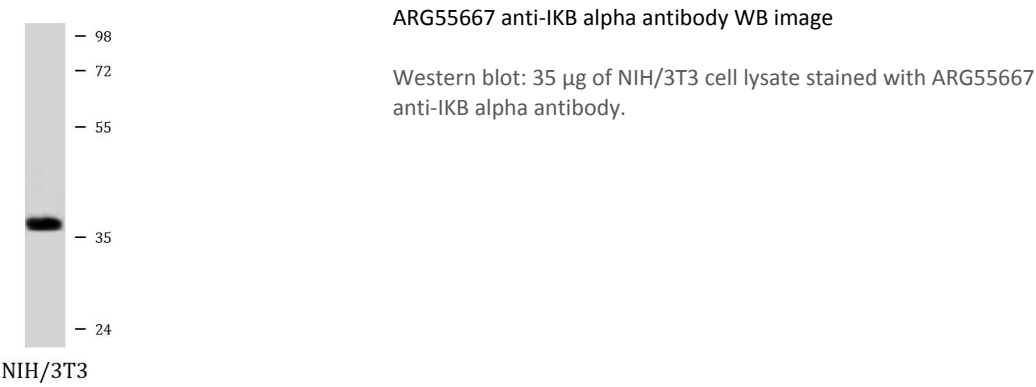 ARG55667 anti-IKB alpha antibody WB image
Western blot: 35 µg of NIH/3T3 cell lysate stained with ARG55667
anti-IKB alpha antibody.
– 98
– 72
– 55
– 35
– 24
NIH/3T3